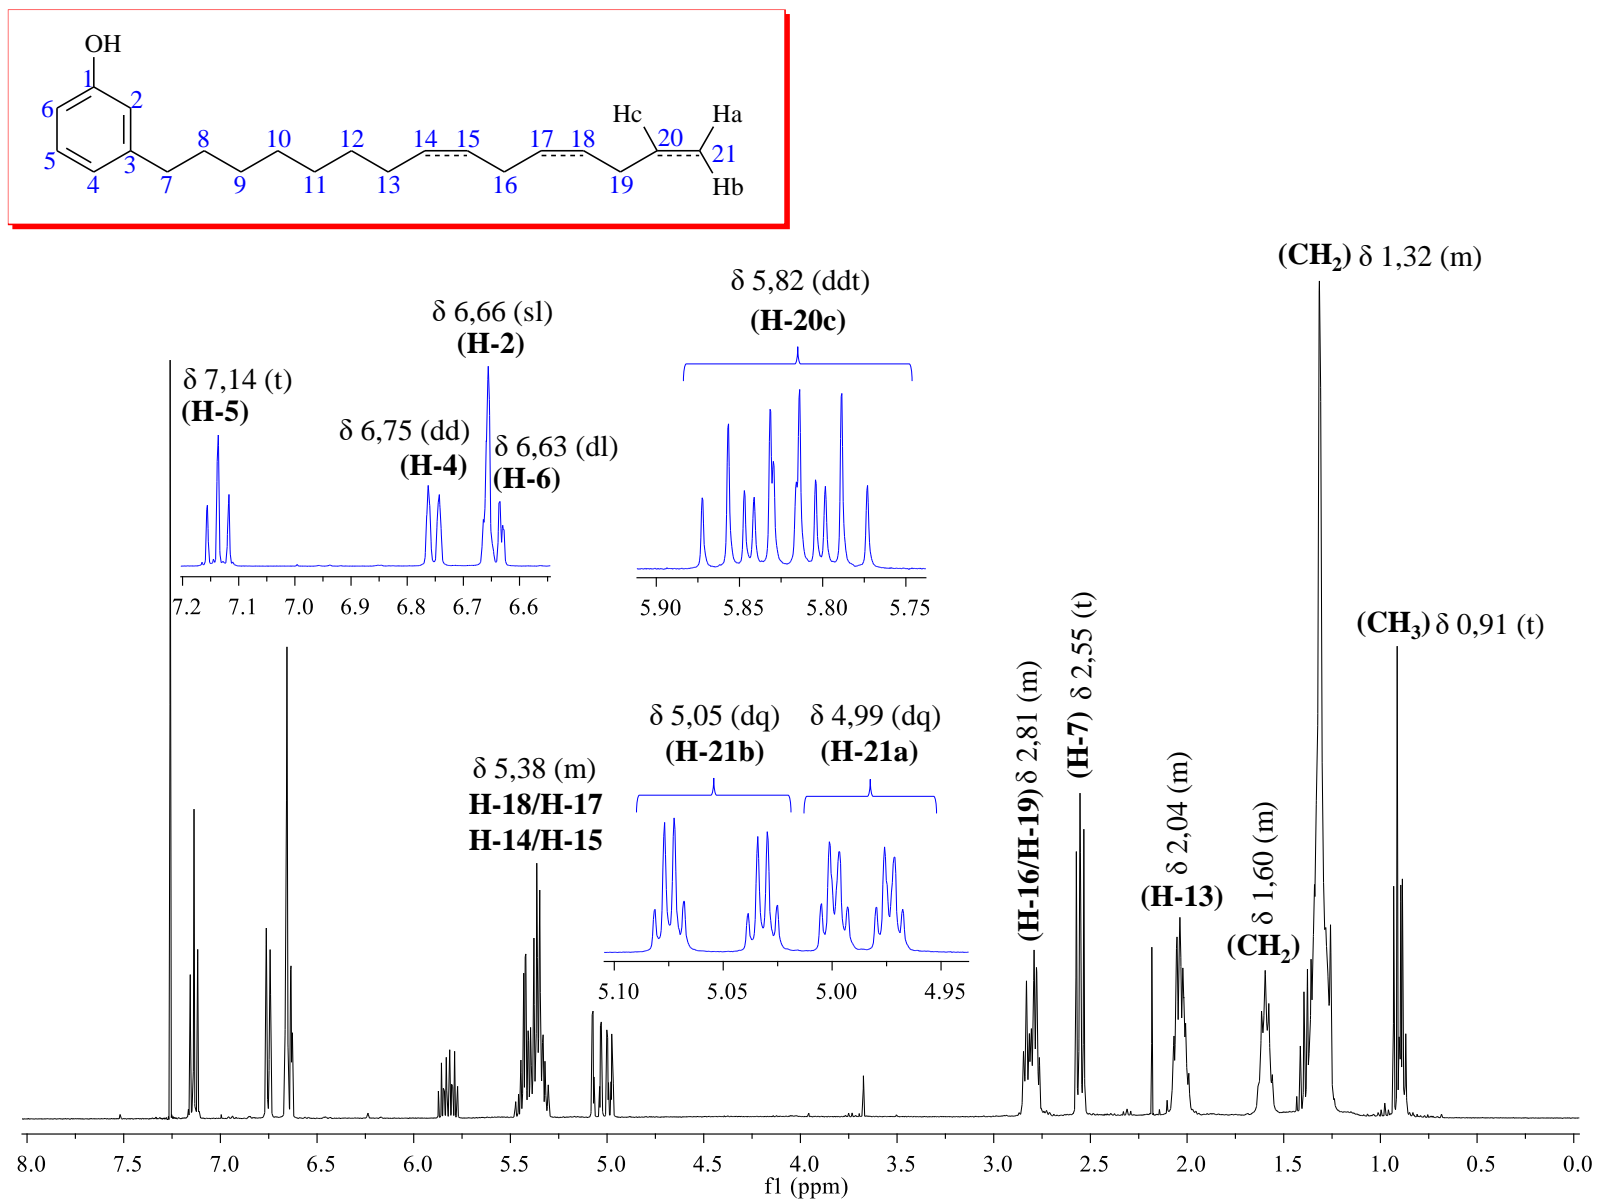 OH
1
6
2
5
3
4
7
8
9
10
11
12
13
14
15
16
17
18
19
20
21
Hc
Ha
Hb
(CH2) δ 1,32 (m)
δ 5,82 (ddt)
(H-20c)
δ 6,66 (sl)
(H-2)
δ 7,14 (t)
(H-5)
δ 6,75 (dd)
(H-4)
δ 6,63 (dl)
(H-6)
7.2 7.1 7.0 6.9 6.8 6.7 6.6
5.90 5.85 5.80 5.75
(CH3) δ 0,91 (t)
(H-16/H-19) δ 2,81 (m)
(H-7) δ 2,55 (t)
δ 5,05 (dq)
(H-21b)
δ 4,99 (dq)
(H-21a)
δ 5,38 (m)
H-18/H-17
H-14/H-15
δ 2,04 (m)
(H-13)
δ 1,60 (m)
(CH2)
5.10 5.05 5.00 4.95
8.0 7.5 7.0 6.5 6.0 5.5 5.0 4.5 4.0 3.5 3.0 2.5 2.0 1.5 1.0 0.5 0.0
f1 (ppm)